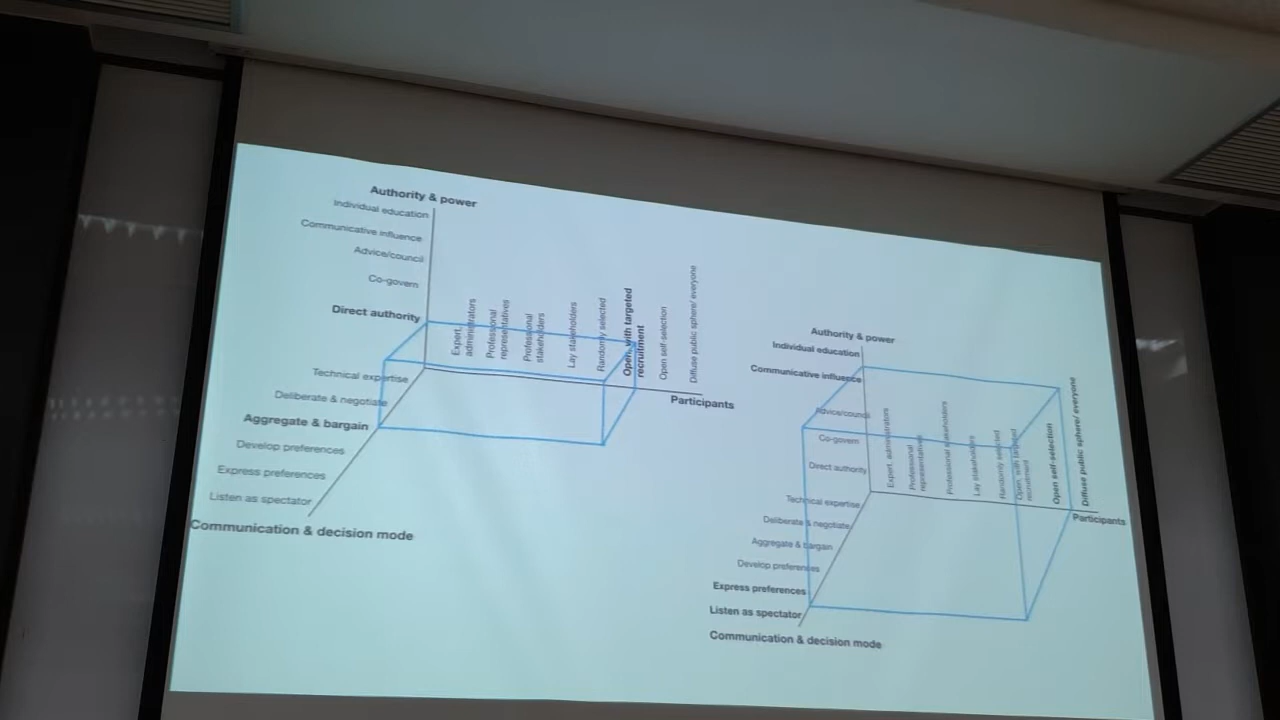 Authority & power
Individual education
Communicative influence
Advice/council
Co-govern
Direct authority
Technical expertise
Deliberate & negotiate
Aggregate & bargain
Develop preferences
Express preferences
Listen as spectator
Communication & decision mode
Expert,
administrators
Professional
representatives
Professional
stakeholders
Lay stakeholders
Randomly selected
Open, with targeted
recruitment
Open self-selection
Diffuse public sphere/ everyone
Participants
Authority & power
Individual education
Communicative influence
Advice/council
Co-govern
Direct authority
Technical expertise
Deliberate & negotiate
Aggregate & bargain
Develop preferences
Express preferences
Listen as spectator
Communication & decision mode
Expert, administrators
Professional
representatives
Professional stakeholders
Lay stakeholders
Randomly selected
Open, with targeted
recruitment
Open self-selection
Diffuse public sphere/ everyone
Participants